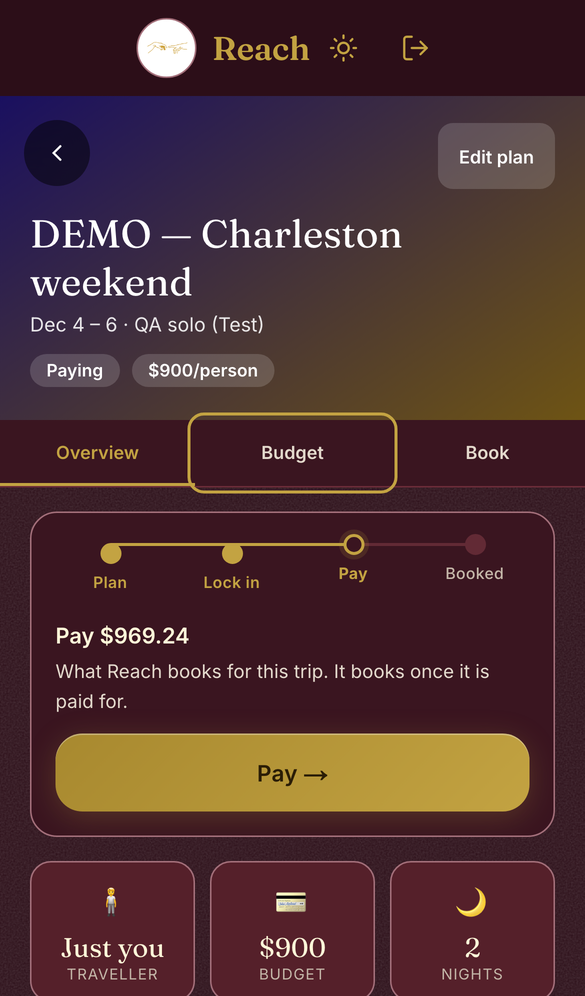 Reach
Edit plan
DEMO — Charleston
weekend
Dec 4 – 6 · QA solo (Test)
Paying
$900/person
Overview
Budget
Book
Plan
Lock in
Pay
Booked
Pay $969.24
What Reach books for this trip. It books once it is
paid for.
Pay →
Just you
TRAVELLER
$900
BUDGET
2
NIGHTS